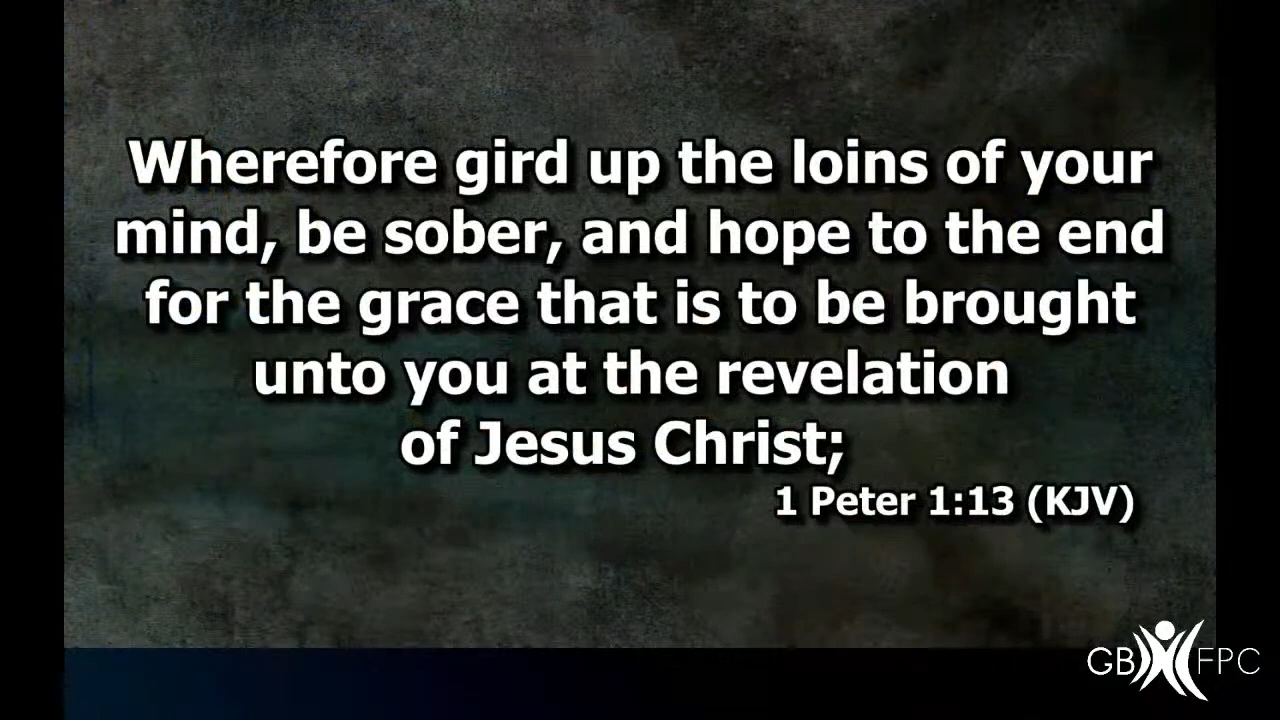 Wherefore gird up the loins of your
mind, be sober, and hope to the end
for the grace that is to be brought
unto you at the revelation
of Jesus Christ;
1 Peter 1:13 (KJV)
GB FPC